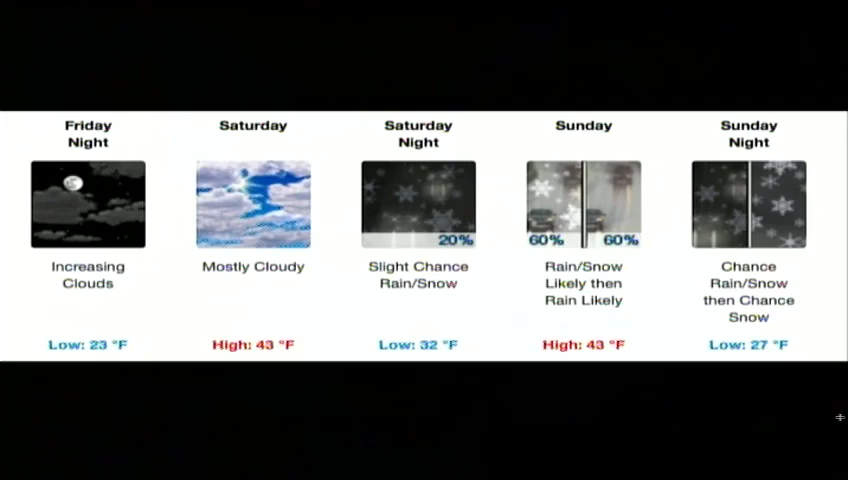 Friday
Night
Increasing
Clouds
Low: 23 °F
Saturday
Mostly Cloudy
High: 43 °F
Saturday
Night
20%
Slight Chance
Rain/Snow
Low: 32 °F
Sunday
60% 60%
Rain/Snow
Likely then
Rain Likely
High: 43 °F
Sunday
Night
Chance
Rain/Snow
then Chance
Snow
Low: 27 °F